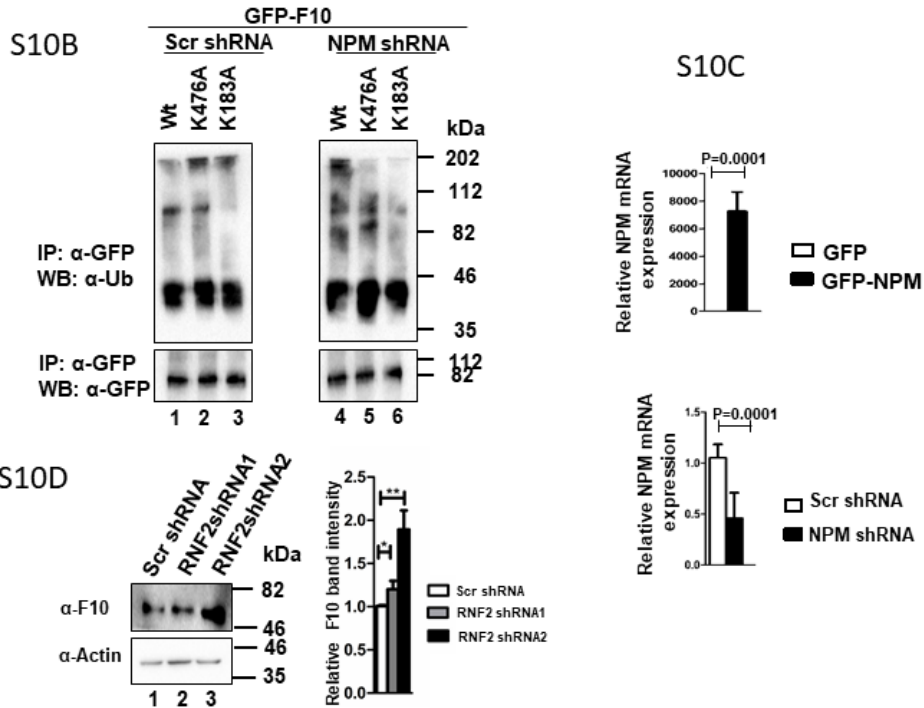 S10B
GFP-F10
Scr shRNA
NPM shRNA
Wt
K476A
K183A
Wt
K476A
K183A
kDa
202
112
82
46
35
IP: α-GFP
WB: α-Ub
IP: α-GFP
WB: α-GFP
112
82
1 2 3 4 5 6
S10C
Relative NPM mRNA
expression
P=0.0001
10000
8000
6000
4000
2000
0
GFP
GFP-NPM
Relative NPM mRNA
expression
P=0.0001
1.5
1.0
0.5
0.0
Scr shRNA
NPM shRNA
S10D
Scr shRNA
RNF2shRNA1
RNF2shRNA2
kDa
α-F10
82
46
α-Actin
46
35
1 2 3
Relative F10 band intensity
2.5
2.0
1.5
1.0
0.5
0.0
**
*
Scr shRNA
RNF2 shRNA1
RNF2 shRNA2